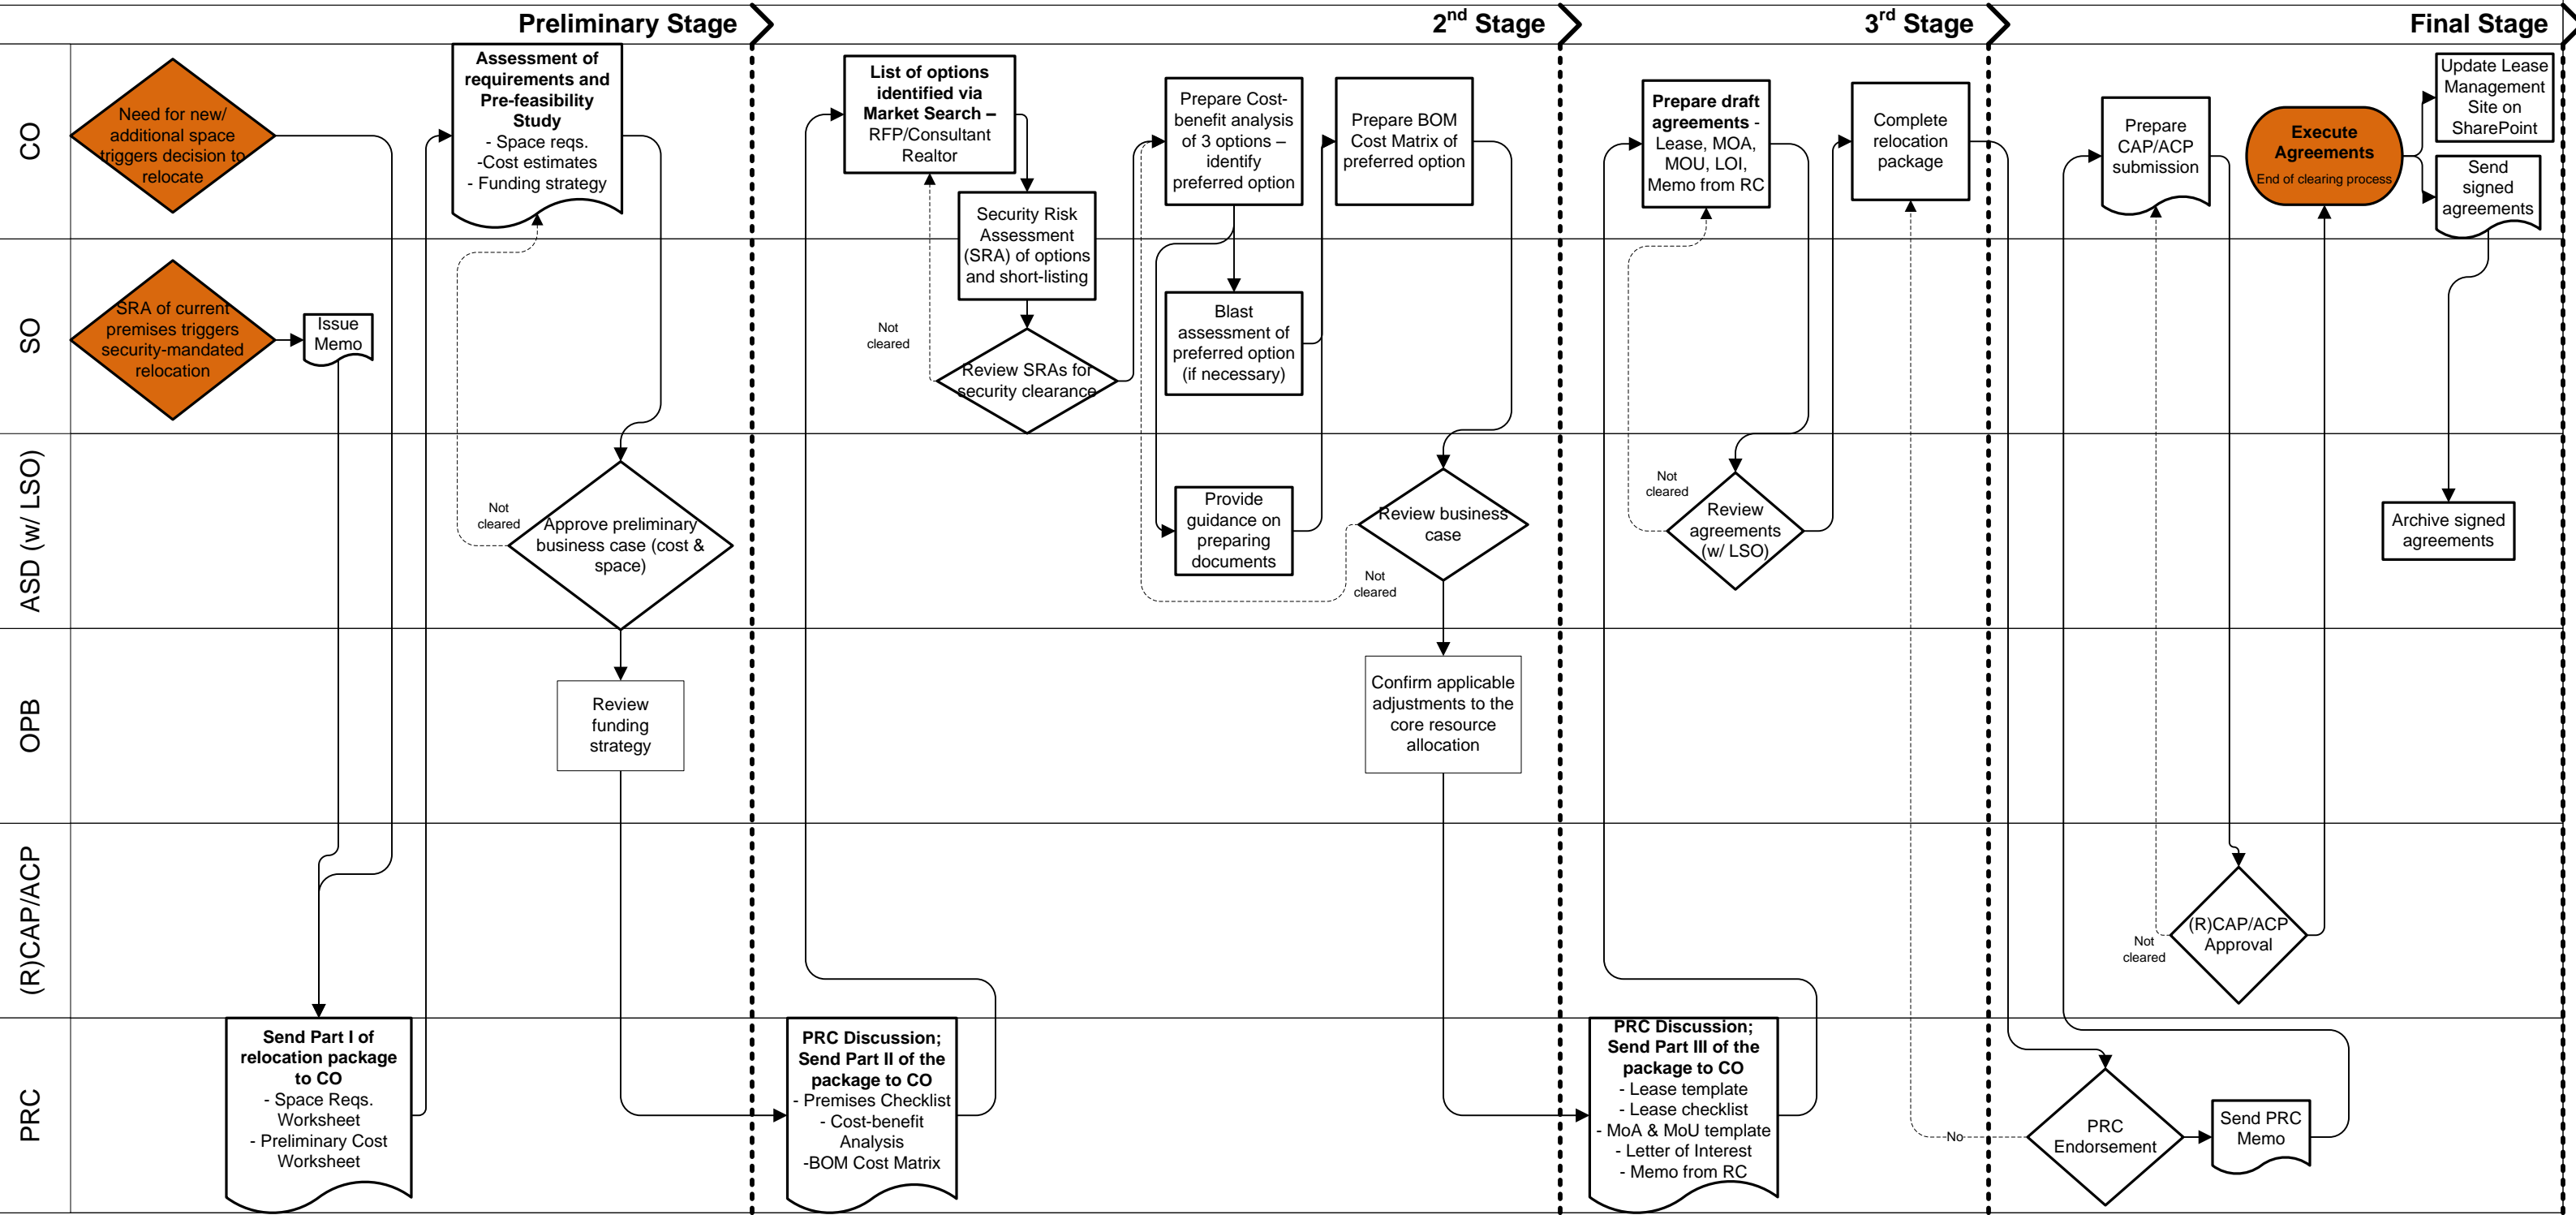 Preliminary Stage
2nd Stage
3rd Stage
Final Stage
CO
SO
ASD (w/ LSO)
OPB
(R)CAP/ACP
PRC
Need for new/
additional space
triggers decision to
relocate
SRA of current
premises triggers
security-mandated
relocation
Issue
Memo
Send Part I of
relocation package
to CO
- Space Reqs.
Worksheet
- Preliminary Cost
Worksheet
Assessment of
requirements and
Pre-feasibility
Study
- Space reqs.
-Cost estimates
- Funding strategy
Not
cleared
Approve preliminary
business case (cost &
space)
Review
funding
strategy
PRC Discussion;
Send Part II of the
package to CO
- Premises Checklist
- Cost-benefit
Analysis
-BOM Cost Matrix
List of options
identified via
Market Search –
RFP/Consultant
Realtor
Security Risk
Assessment
(SRA) of options
and short-listing
Not
cleared
Review SRAs for
security clearance
Prepare Cost-
benefit analysis
of 3 options –
identify
preferred option
Blast
assessment of
preferred option
(if necessary)
Provide
guidance on
preparing
documents
Prepare BOM
Cost Matrix of
preferred option
Review business
case
Not
cleared
Confirm applicable
adjustments to the
core resource
allocation
PRC Discussion;
Send Part III of the
package to CO
- Lease template
- Lease checklist
- MoA & MoU template
- Letter of Interest
- Memo from RC
Prepare draft
agreements -
Lease, MOA,
MOU, LOI,
Memo from RC
Not
cleared
Review
agreements
(w/ LSO)
Complete
relocation
package
No
PRC
Endorsement
Send PRC
Memo
Prepare
CAP/ACP
submission
Not
cleared
(R)CAP/ACP
Approval
Execute
Agreements
End of clearing process
Update Lease
Management
Site on
SharePoint
Send
signed
agreements
Archive signed
agreements